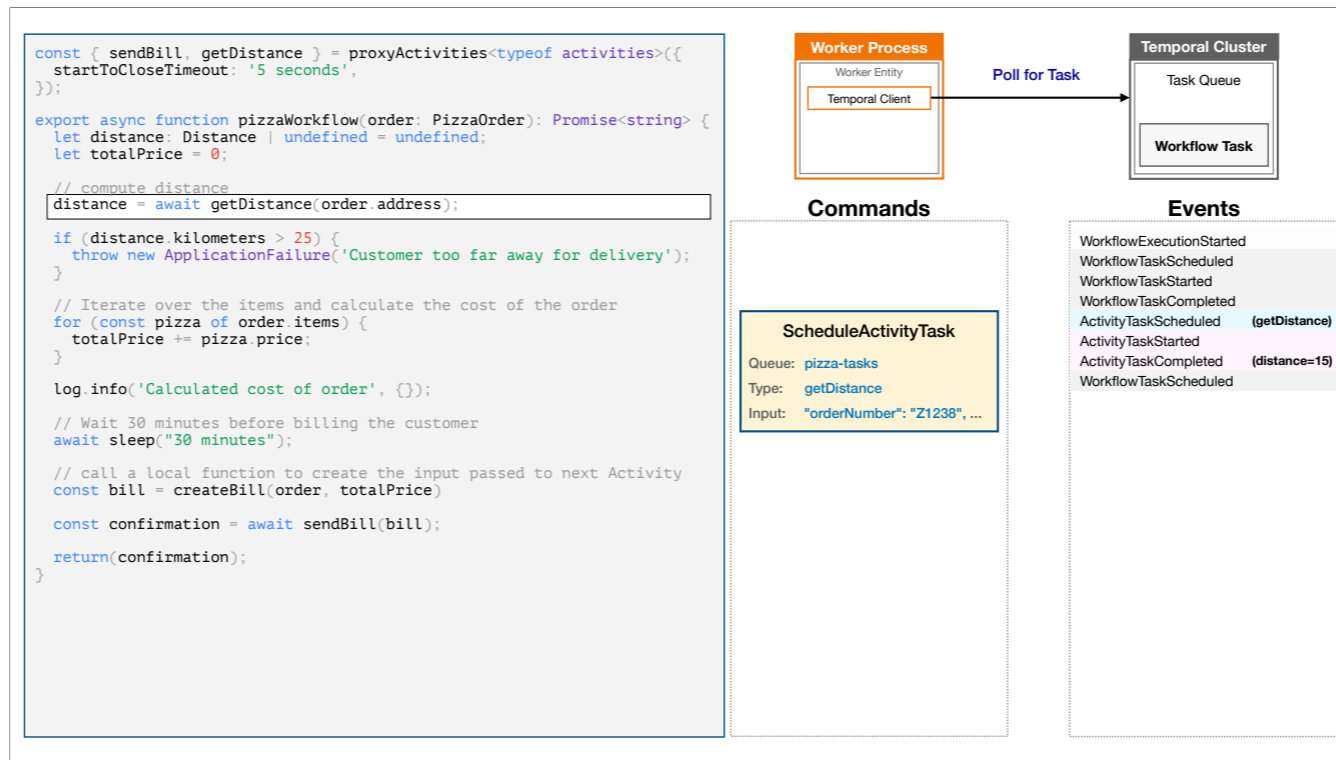 const { sendBill, getDistance } = proxyActivities<typeof activities>({
startToCloseTimeout: '5 seconds',
});
export async function pizzaWorkflow(order: PizzaOrder): Promise<string> {
let distance: Distance | undefined = undefined;
let totalPrice = 0;
// compute distance
distance = await getDistance(order.address);
if (distance.kilometers > 25) {
throw new ApplicationFailure('Customer too far away for delivery');
}
// Iterate over the items and calculate the cost of the order
for (const pizza of order.items) {
totalPrice += pizza.price;
}
log.info('Calculated cost of order', {});
// Wait 30 minutes before billing the customer
await sleep("30 minutes");
// call a local function to create the input passed to next Activity
const bill = createBill(order, totalPrice)
const confirmation = await sendBill(bill);
return(confirmation);
}
Worker Process
Worker Entity
Temporal Client
Poll for Task
Temporal Cluster
Task Queue
Workflow Task
Commands
ScheduleActivityTask
Queue: pizza-tasks
Type: getDistance
Input: "orderNumber": "Z1238", ...
Events
WorkflowExecutionStarted
WorkflowTaskScheduled
WorkflowTaskStarted
WorkflowTaskCompleted
ActivityTaskScheduled (getDistance)
ActivityTaskStarted
ActivityTaskCompleted (distance=15)
WorkflowTaskScheduled